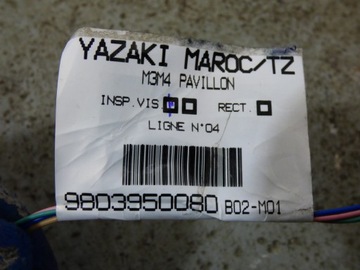 YAZAKI MAROC/TZ
M3M4 PAVILLON
INSP.VIS RECT.
LIGNE N°04
9803950080 B02-M01